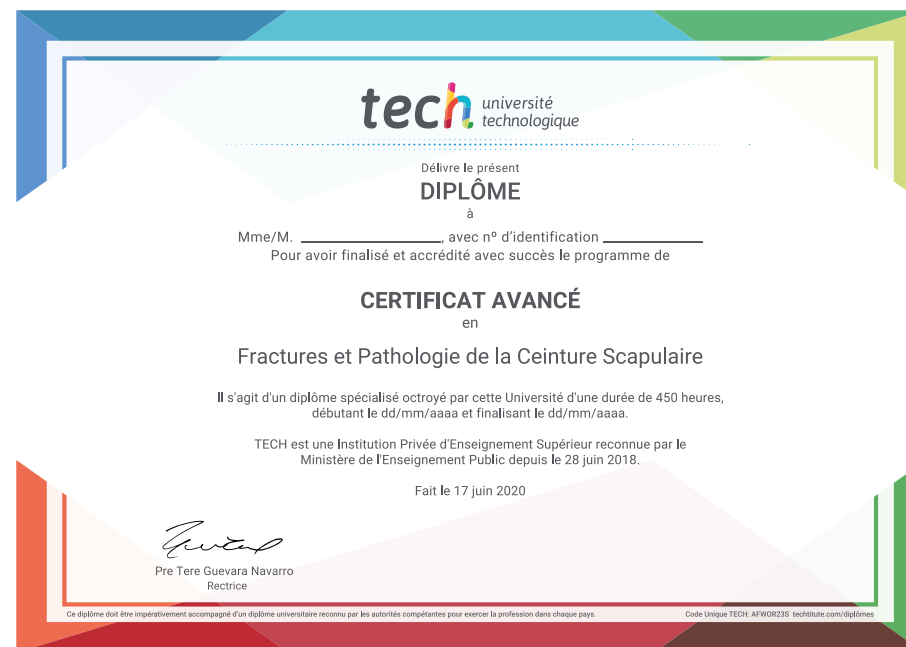 tech université
technologique
Délivre le présent
DIPLÔME
à
Mme/M. ____________________, avec nº d'identification ______________
Pour avoir finalisé et accrédité avec succès le programme de
CERTIFICAT AVANCÉ
en
Fractures et Pathologie de la Ceinture Scapulaire
Il s'agit d'un diplôme spécialisé octroyé par cette Université d'une durée de 450 heures,
débutant le dd/mm/aaaa et finalisant le dd/mm/aaaa.
TECH est une Institution Privée d'Enseignement Supérieur reconnue par le
Ministère de l'Enseignement Public depuis le 28 juin 2018.
Fait le 17 juin 2020
Pre Tere Guevara Navarro
Rectrice
Ce diplôme doit être impérativement accompagné d'un diplôme universitaire reconnu par les autorités compétantes pour exercer la profession dans chaque pays.
Code Unique TECH: AFWOR23S techtitute.com/diplômes